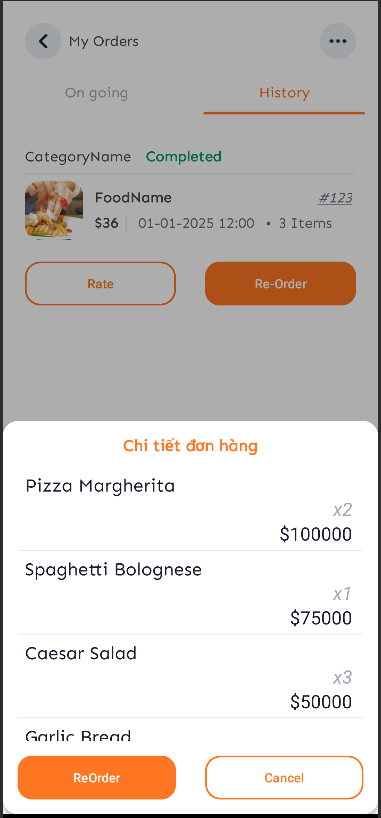 My Orders
On going History
CategoryName Completed
FoodName #123
$36 01-01-2025 12:00 • 3 Items
Rate Re-Order
Chi tiết đơn hàng
Pizza Margherita
x2
$100000
Spaghetti Bolognese
x1
$75000
Caesar Salad
x3
$50000
Garlic Bread
ReOrder Cancel